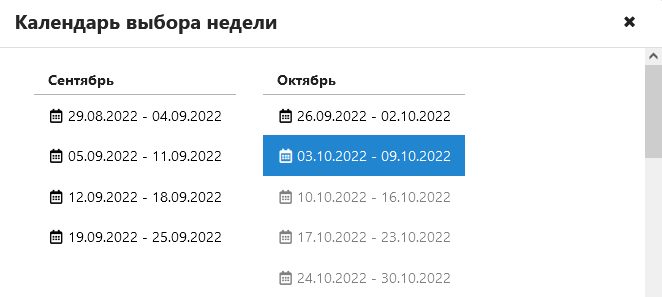 Календарь выбора недели
Сентябрь
29.08.2022 - 04.09.2022
05.09.2022 - 11.09.2022
12.09.2022 - 18.09.2022
19.09.2022 - 25.09.2022
Октябрь
26.09.2022 - 02.10.2022
03.10.2022 - 09.10.2022
10.10.2022 - 16.10.2022
17.10.2022 - 23.10.2022
24.10.2022 - 30.10.2022